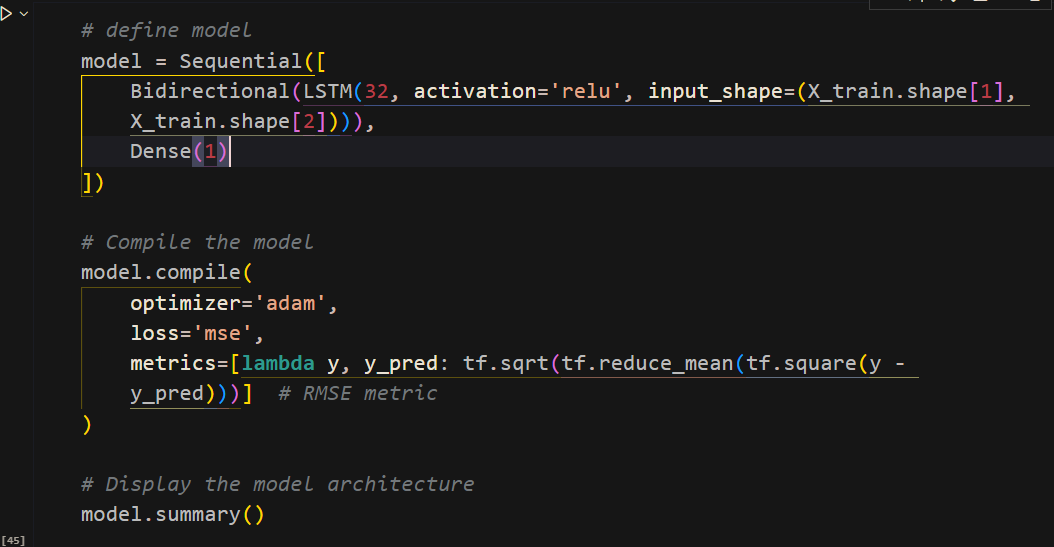 # define model
model = Sequential([
    Bidirectional(LSTM(32, activation='relu', input_shape=(X_train.shape[1],
    X_train.shape[2]))),
    Dense(1)
])
# Compile the model
model.compile(
    optimizer='adam',
    loss='mse',
    metrics=[lambda y, y_pred: tf.sqrt(tf.reduce_mean(tf.square(y -
    y_pred)))]  # RMSE metric
)
# Display the model architecture
model.summary()
[45]